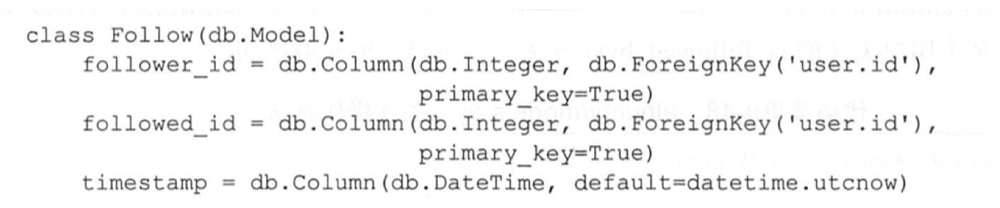 class Follow(db.Model):
    follower_id = db.Column(db.Integer, db.ForeignKey('user.id'),
                            primary_key=True)
    followed_id = db.Column(db.Integer, db.ForeignKey('user.id'),
                            primary_key=True)
    timestamp = db.Column(db.DateTime, default=datetime.utcnow)